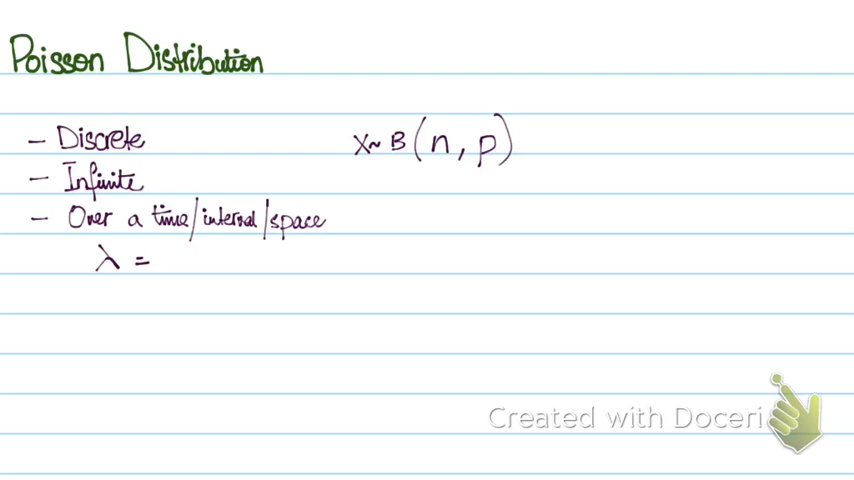 Poisson Distribution
- Discrete
X~ B (n, p)
- Infinite
- Over a time/interval/space
λ =
Created with Doceri